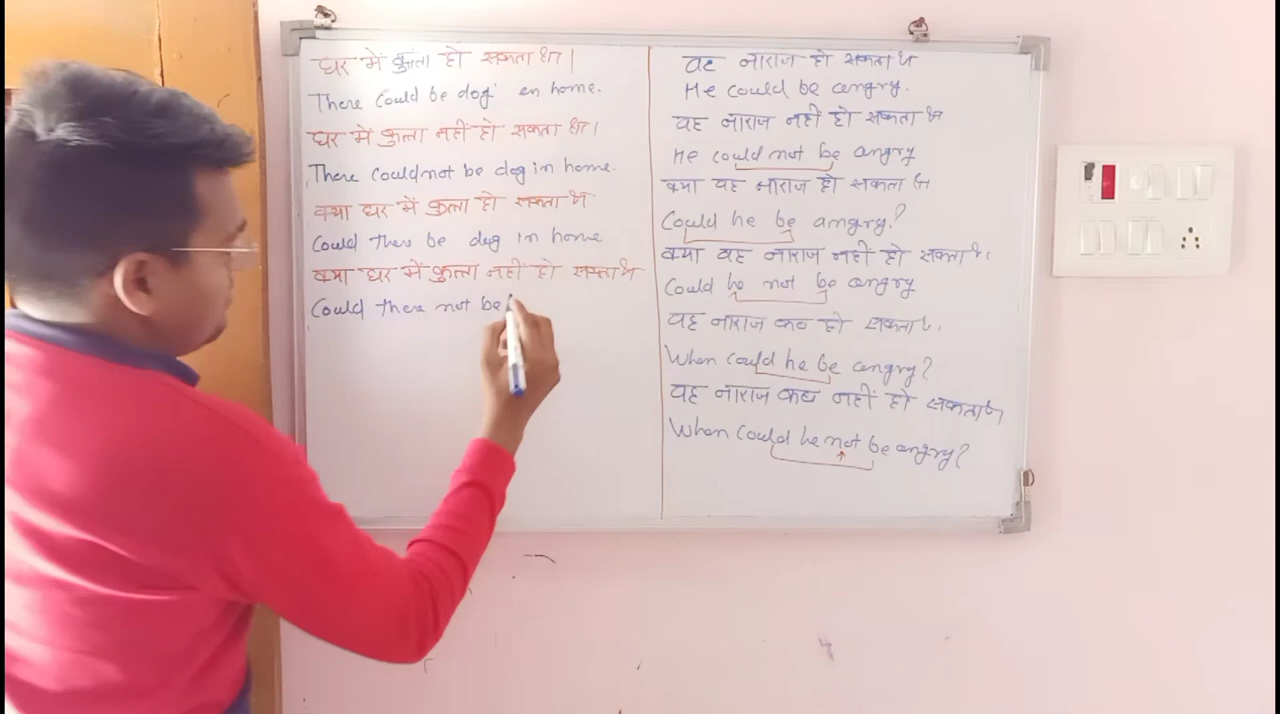 घर में कुत्ता हो सकता था।
There Could be dog en home.
घर में कुत्ता नहीं हो सकता था।
There Couldnot be dog in home.
क्या घर में कुत्ता हो सकता था
Could there be dog in home
क्या घर में कुत्ता नहीं हो सकता था
Could there not be
वह नाराज हो सकता था
He could be angry.
वह नाराज नहीं हो सकता था
He could not be angry
क्या वह नाराज हो सकता था
Could he be angry?
क्या वह नाराज नहीं हो सकता था।
Could he not be angry
वह नाराज कब हो सकता था.
When could he be angry?
वह नाराज कब नहीं हो सकता था
When Could he not be angry?